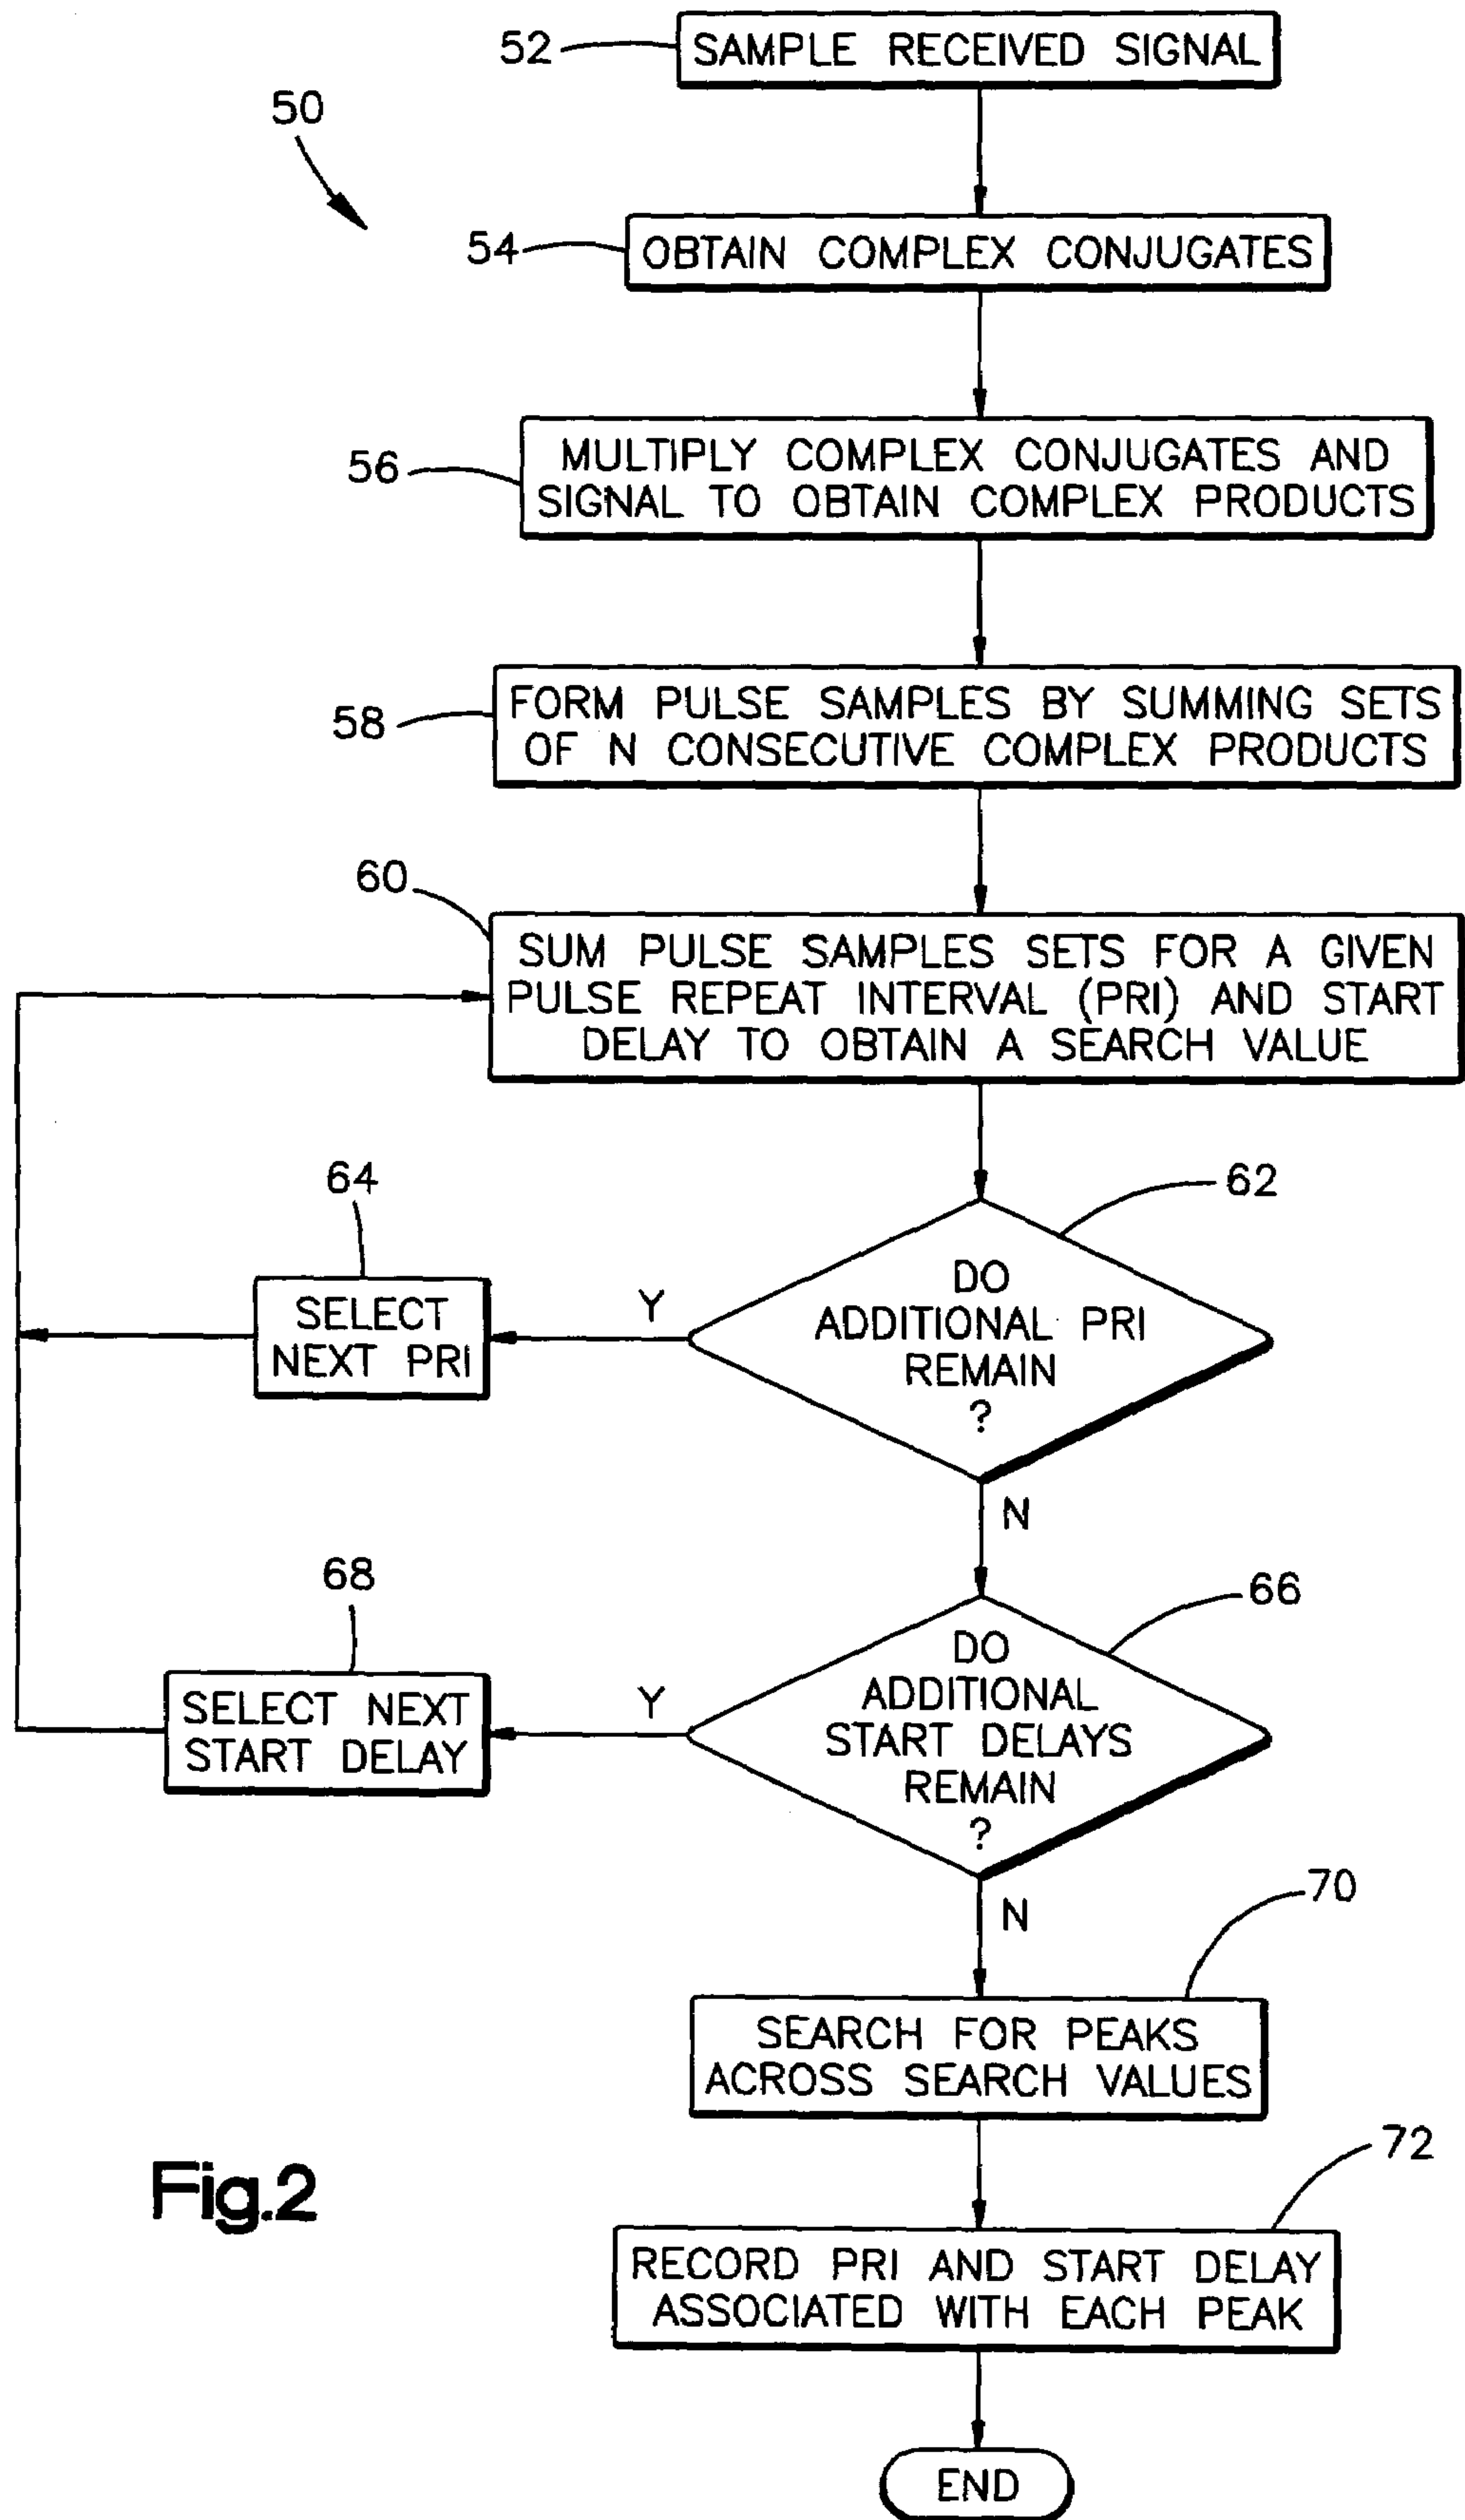 52
SAMPLE RECEIVED SIGNAL
50
54
OBTAIN COMPLEX CONJUGATES
56
MULTIPLY COMPLEX CONJUGATES AND
SIGNAL TO OBTAIN COMPLEX PRODUCTS
58
FORM PULSE SAMPLES BY SUMMING SETS
OF N CONSECUTIVE COMPLEX PRODUCTS
60
SUM PULSE SAMPLES SETS FOR A GIVEN
PULSE REPEAT INTERVAL (PRI) AND START
DELAY TO OBTAIN A SEARCH VALUE
62
DO
ADDITIONAL PRI
REMAIN
?
Y
64
SELECT
NEXT PRI
N
66
DO
ADDITIONAL
START DELAYS
REMAIN
?
Y
68
SELECT NEXT
START DELAY
N
70
SEARCH FOR PEAKS
ACROSS SEARCH VALUES
72
RECORD PRI AND START DELAY
ASSOCIATED WITH EACH PEAK
END
Fig.2